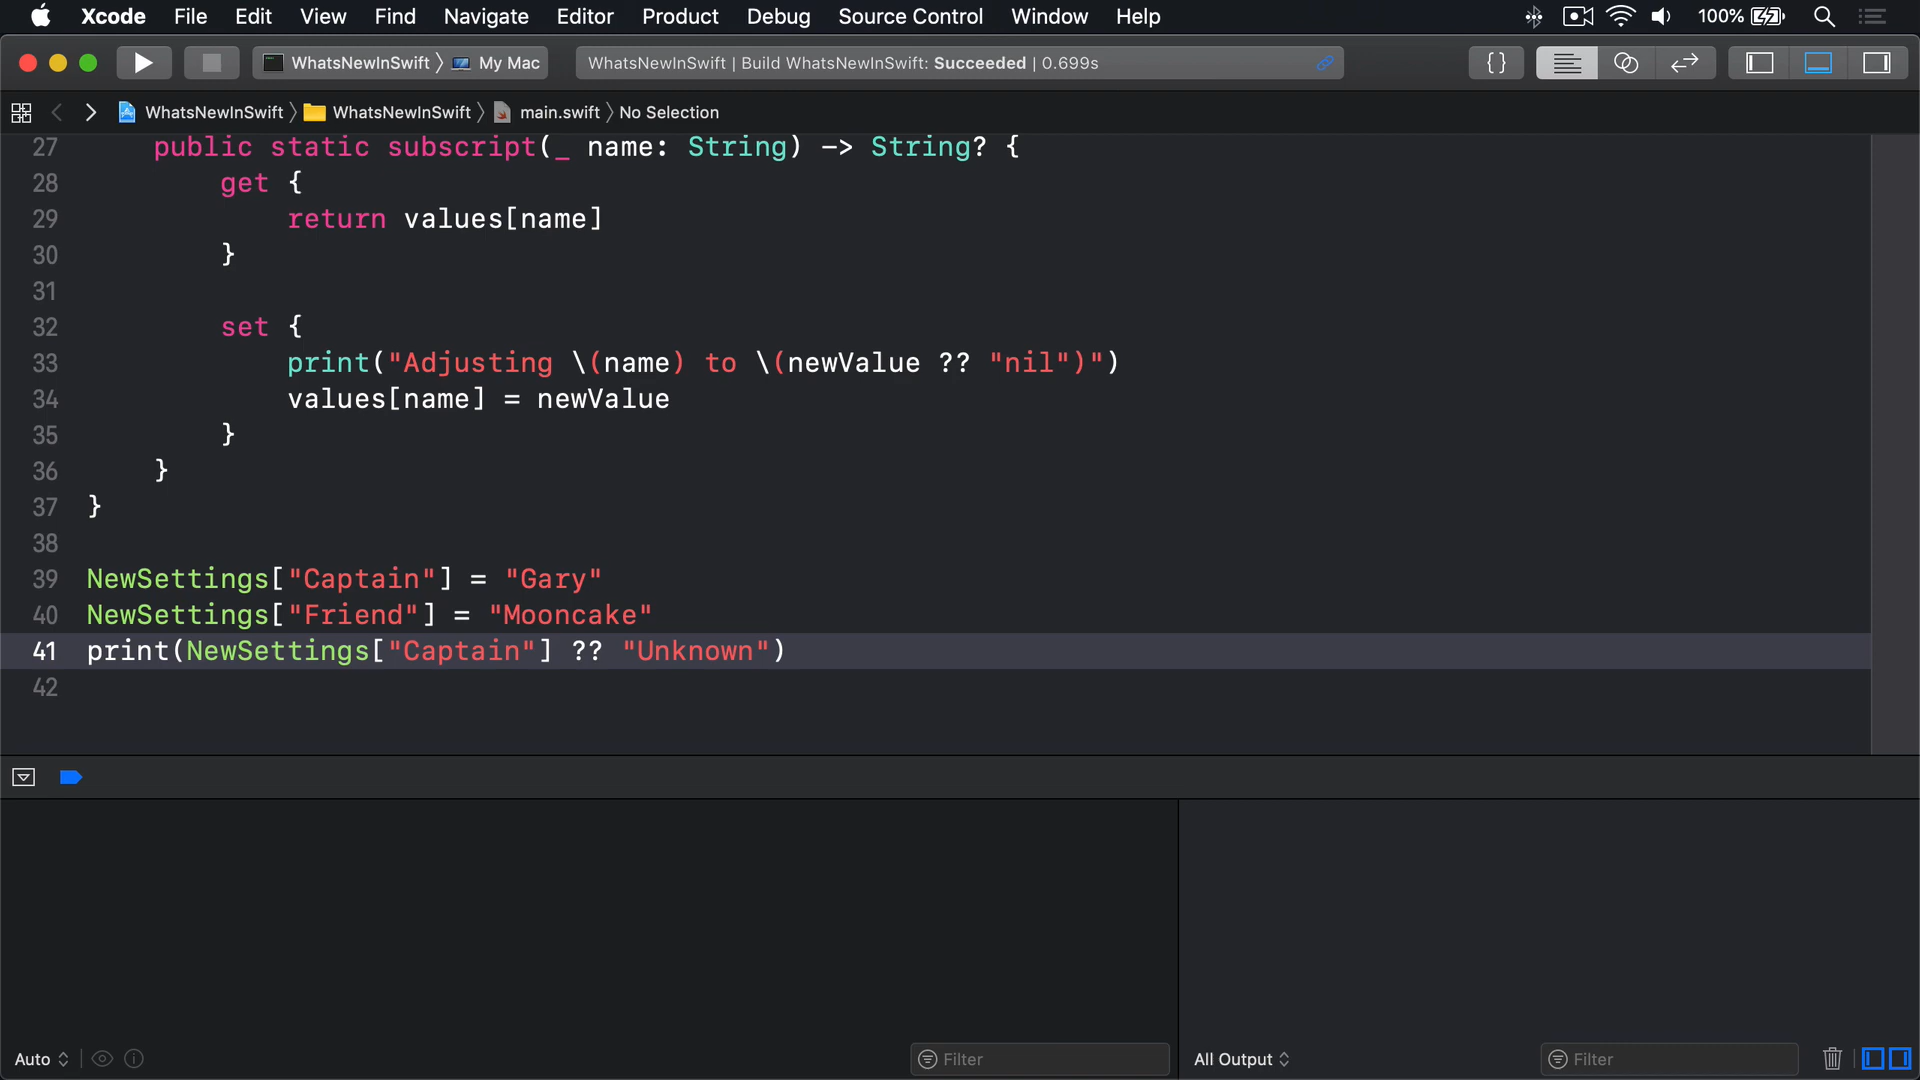 Xcode File Edit View Find Navigate Editor Product Debug Source Control Window Help 100%
WhatsNewInSwift My Mac WhatsNewInSwift | Build WhatsNewInSwift: Succeeded | 0.699s {}
WhatsNewInSwift WhatsNewInSwift main.swift No Selection
27 public static subscript(_ name: String) -> String? {
28 get {
29 return values[name]
30 }
31
32 set {
33 print("Adjusting \(name) to \(newValue ?? "nil")")
34 values[name] = newValue
35 }
36 }
37 }
38
39 NewSettings["Captain"] = "Gary"
40 NewSettings["Friend"] = "Mooncake"
41 print(NewSettings["Captain"] ?? "Unknown")
42
Auto Filter All Output Filter